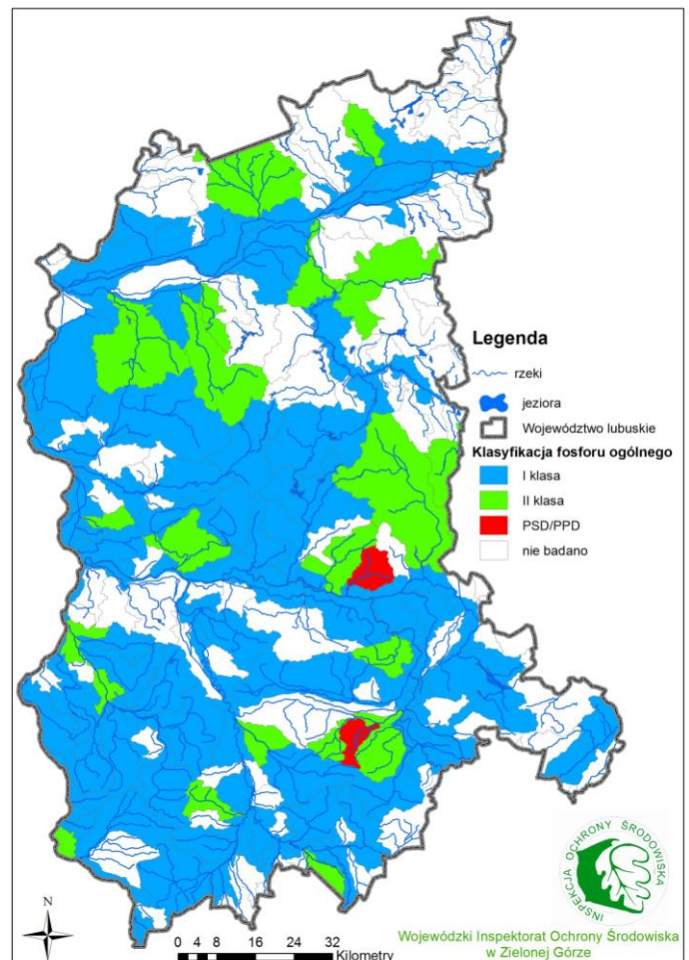 Legenda
rzeki
jeziora
Województwo lubuskie
Klasyfikacja fosforu ogólnego
I klasa
II klasa
PSD/PPD
nie badano
INSPEKCJA OCHRONY ŚRODOWISKA
N
0 4 8 16 24 32
Kilometry
Wojewódzki Inspektorat Ochrony Środowiska
w Zielonej Górze